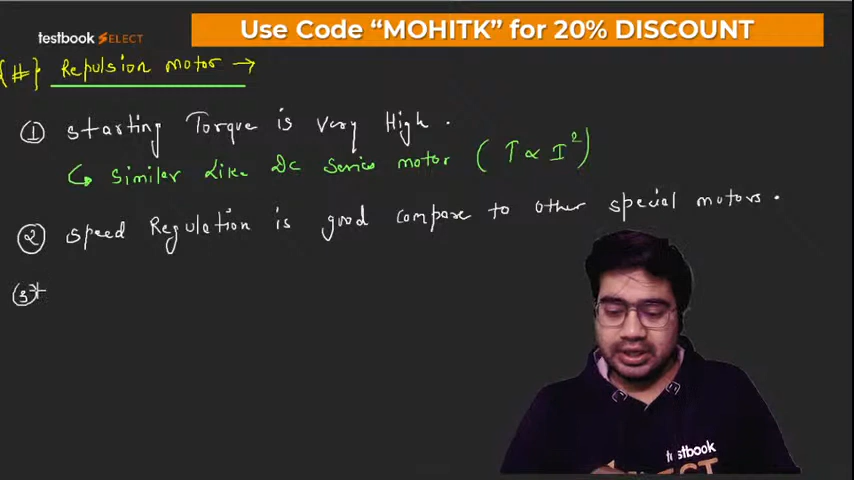 testbook SELECT
Use Code “MOHITK” for 20% DISCOUNT
{#} Repulsion motor →
① Starting Torque is very High.
↳ Similar Like Dc Series motor ( T ∝ I² )
② Speed Regulation is good compare to other special motors.
③
testbook
SELECT